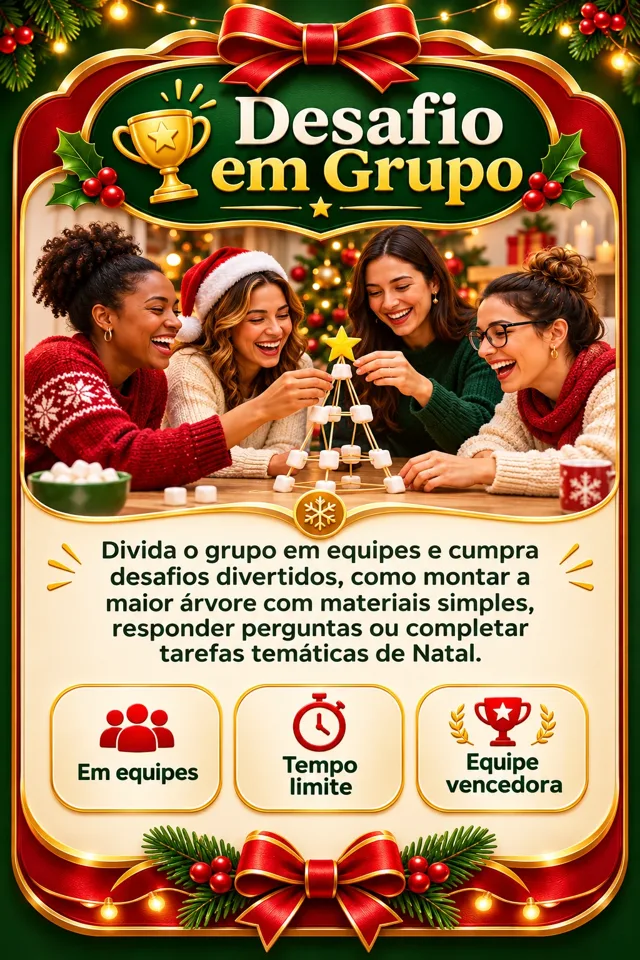 Desafio
em Grupo
Divida o grupo em equipes e cumpra
desafios divertidos, como montar a
maior árvore com materiais simples,
responder perguntas ou completar
tarefas temáticas de Natal.
Em equipes
Tempo
limite
Equipe
vencedora